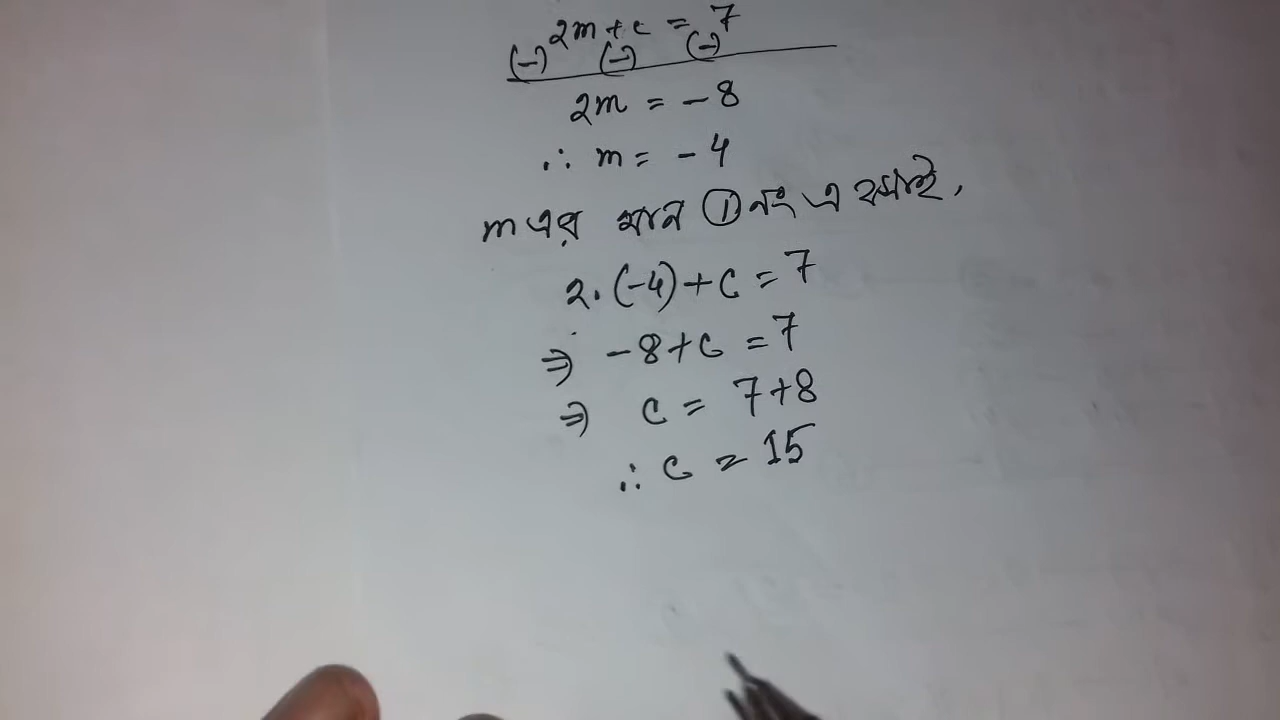 2m + c = 7
(-) (-) (-)
2m = - 8
∴ m = - 4
m এর মান ① নং এ বসাই,
2. (-4) + c = 7
⇒ - 8 + c = 7
⇒ c = 7 + 8
∴ c = 15